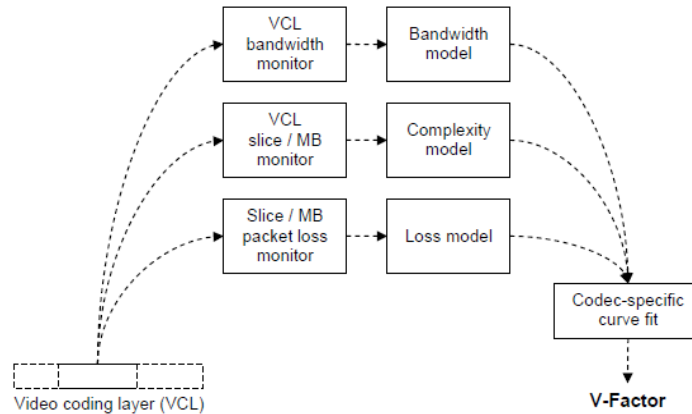 VCL
bandwidth
monitor
Bandwidth
model
VCL
slice / MB
monitor
Complexity
model
Slice / MB
packet loss
monitor
Loss model
Codec-specific
curve fit
Video coding layer (VCL)
V-Factor